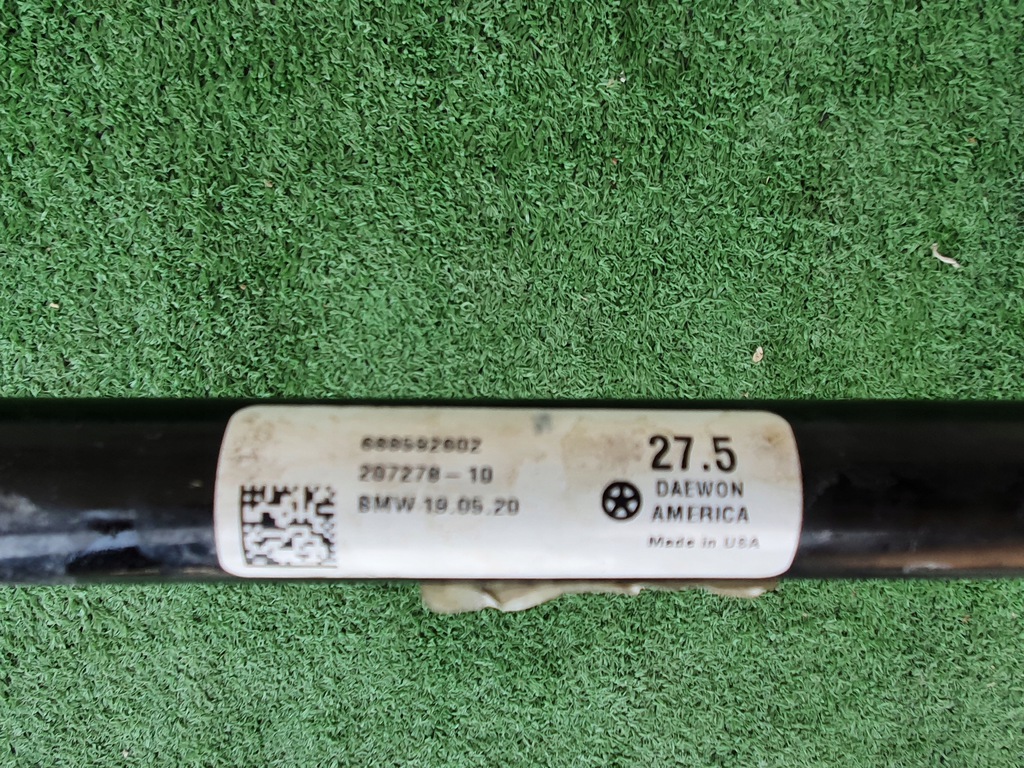 688592602
207278-10
BMW 19.05.20
27.5
DAEWON
AMERICA
Made in USA